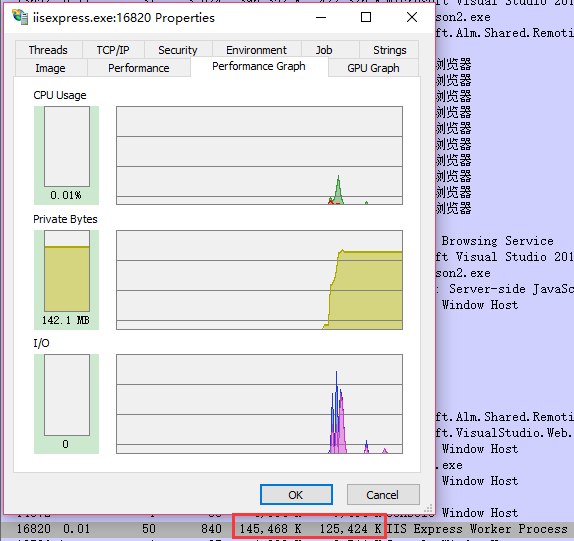 iisexpress.exe:16820 Properties
Threads TCP/IP Security Environment Job Strings
Image Performance Performance Graph GPU Graph
CPU Usage
0.01%
Private Bytes
142.1 MB
I/O
0
OK Cancel
son2.exe
ft.Alm.Shared.Remoti
浏览器
浏览器
浏览器
浏览器
浏览器
浏览器
浏览器
浏览器
浏览器
浏览器
Browsing Service
ft Visual Studio 201
son2.exe
: Server-side JavaSc
Window Host
ft.Alm.Shared.Remoti
ft.VisualStudio.Web.
Window Host
.exe
Window Host
Window Host
16820 0.01 50 840 145,468 K 125,424 K IIS Express Worker Process